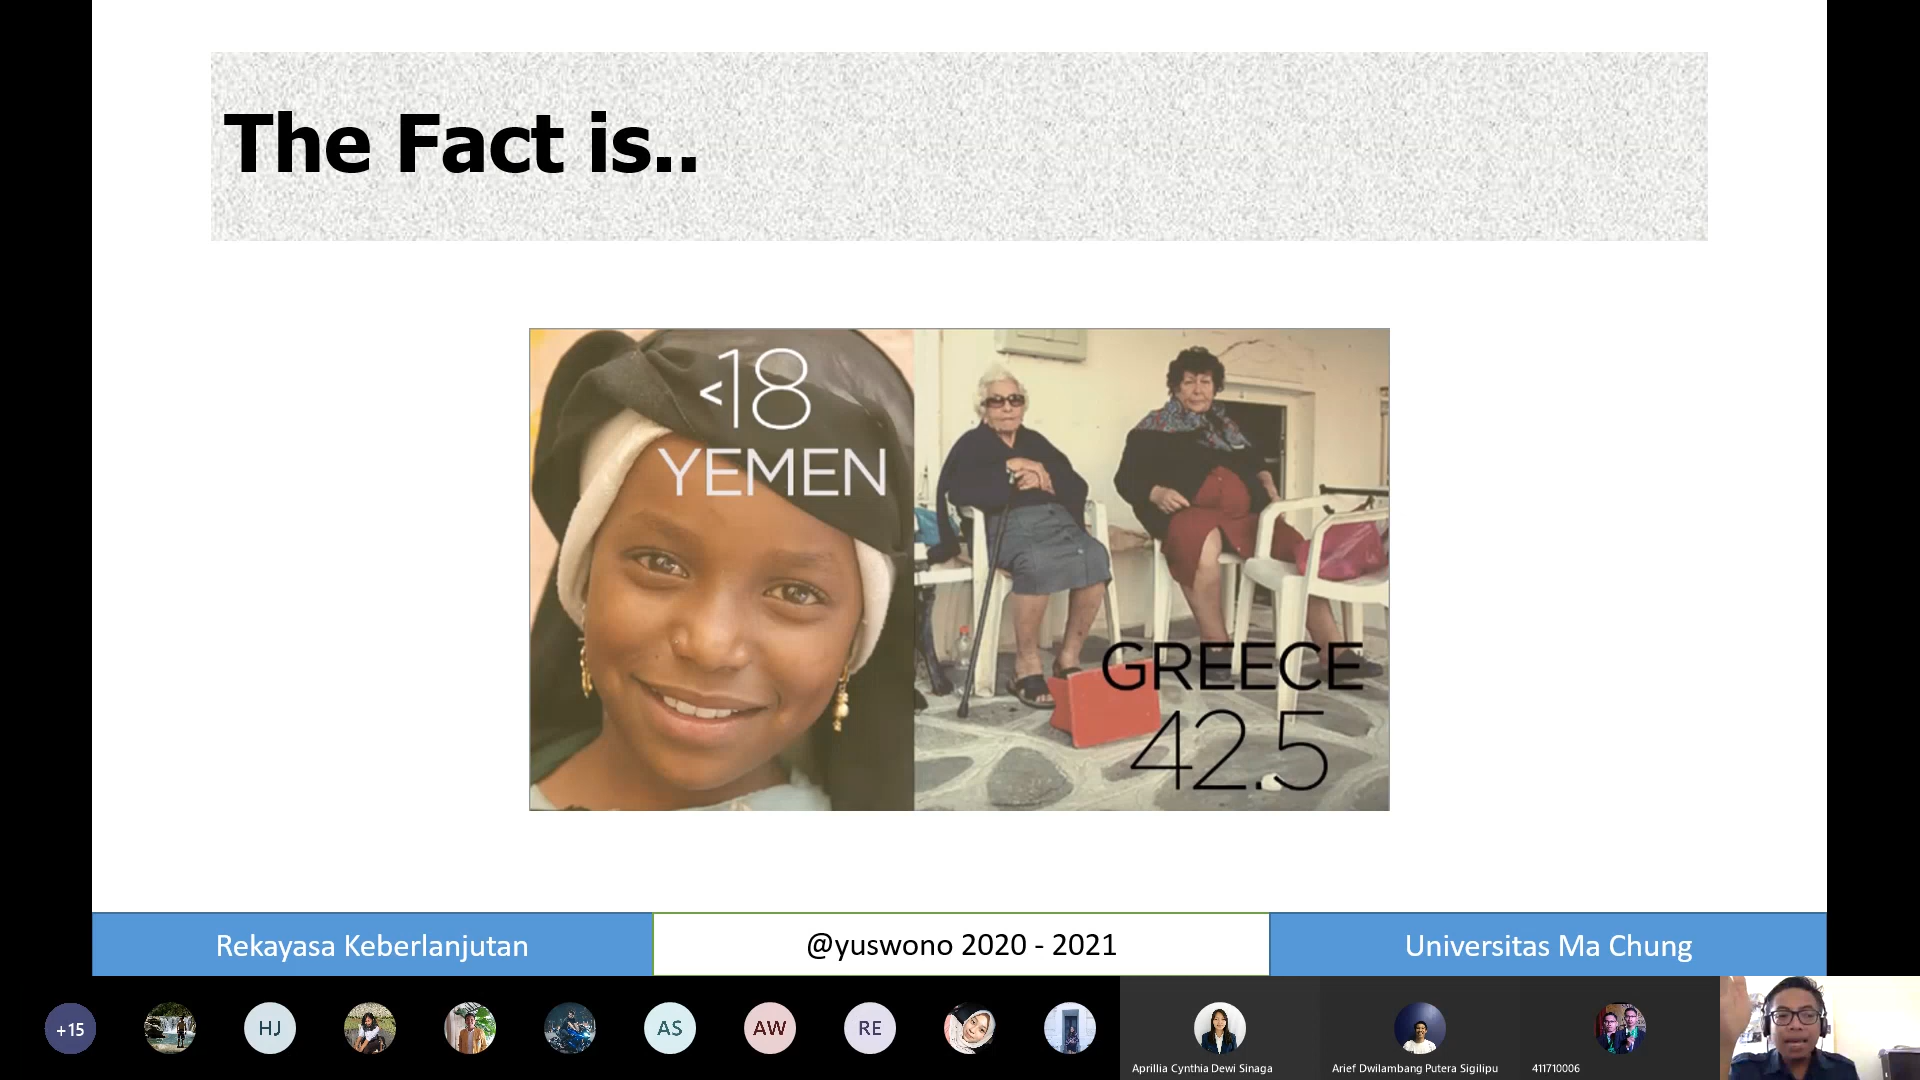 The Fact is..
<18
YEMEN
GREECE
42.5
Rekayasa Keberlanjutan
@yuswono 2020 - 2021
Universitas Ma Chung
+15
HJ
AS
AW
RE
Aprillia Cynthia Dewi Sinaga
Arief Dwilambang Putera Sigilipu
411710006